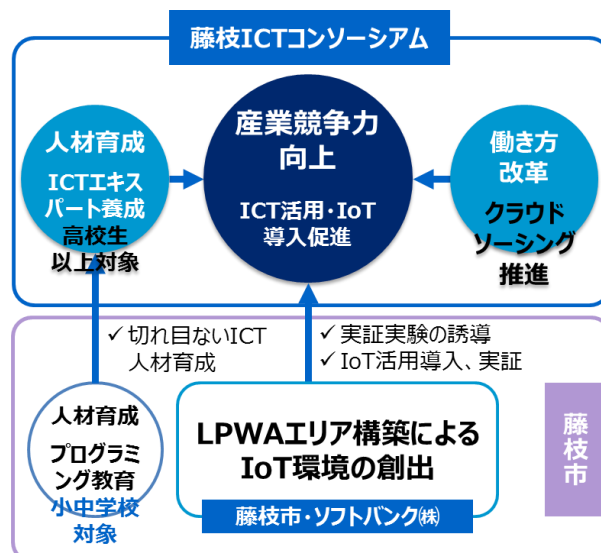 藤枝ICTコンソーシアム
人材育成
ICTエキス
パート養成
高校生
以上対象
産業競争力
向上
ICT活用・IoT
導入促進
働き方
改革
クラウド
ソーシング
推進
✓ 切れ目ないICT
人材育成
✓ 実証実験の誘導
✓ IoT活用導入、実証
人材育成
プログラミ
ング教育
小中学校
対象
LPWAエリア構築による
IoT環境の創出
藤枝市・ソフトバンク㈱
藤枝市